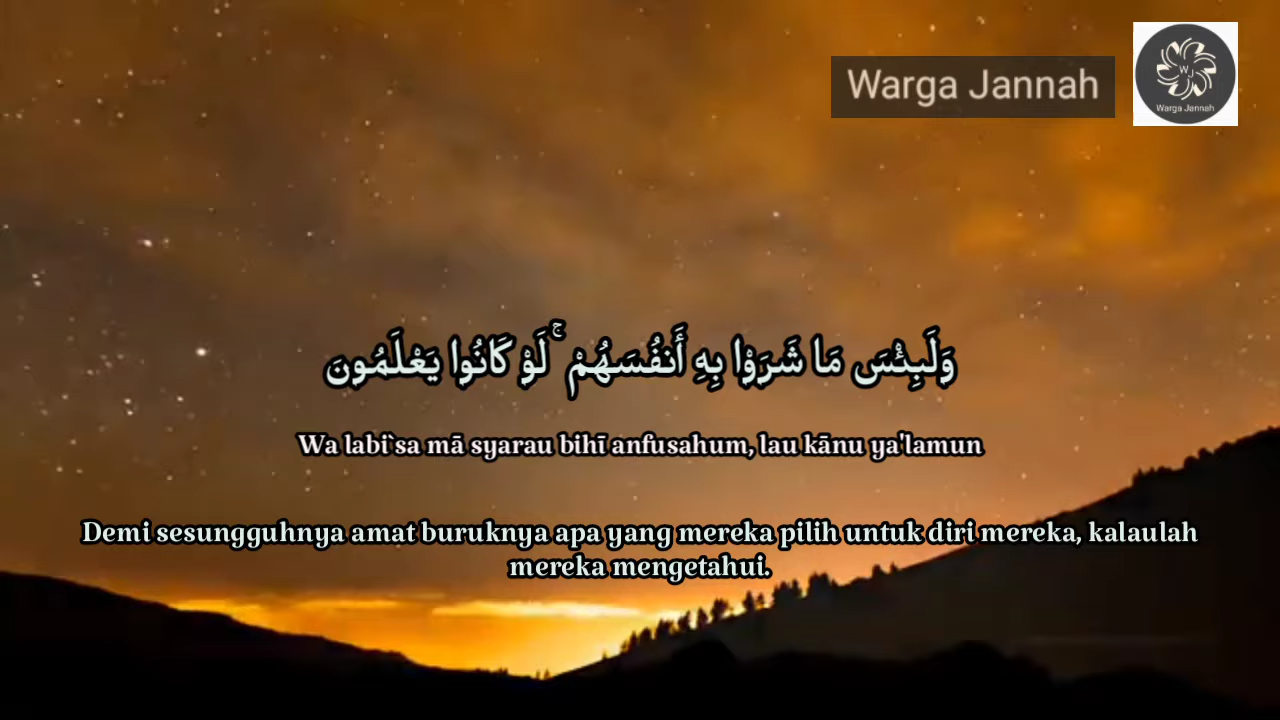 Warga Jannah
W
Warga Jannah
وَلَبِئْسَ مَا شَرَوْا بِهِ أَنفُسَهُمْ ۚ لَوْ كَانُوا يَعْلَمُونَ
Wa labi`sa mā syarau bihī anfusahum, lau kānu ya'lamun
Demi sesungguhnya amat buruknya apa yang mereka pilih untuk diri mereka, kalaulah
mereka mengetahui.